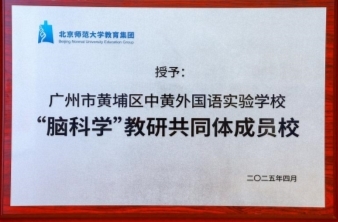 北京师范大学教育集团
Beijing Normal University Education Group
授予：
广州市黄埔区中黄外国语实验学校
“脑科学”教研共同体成员校
二〇二五年四月